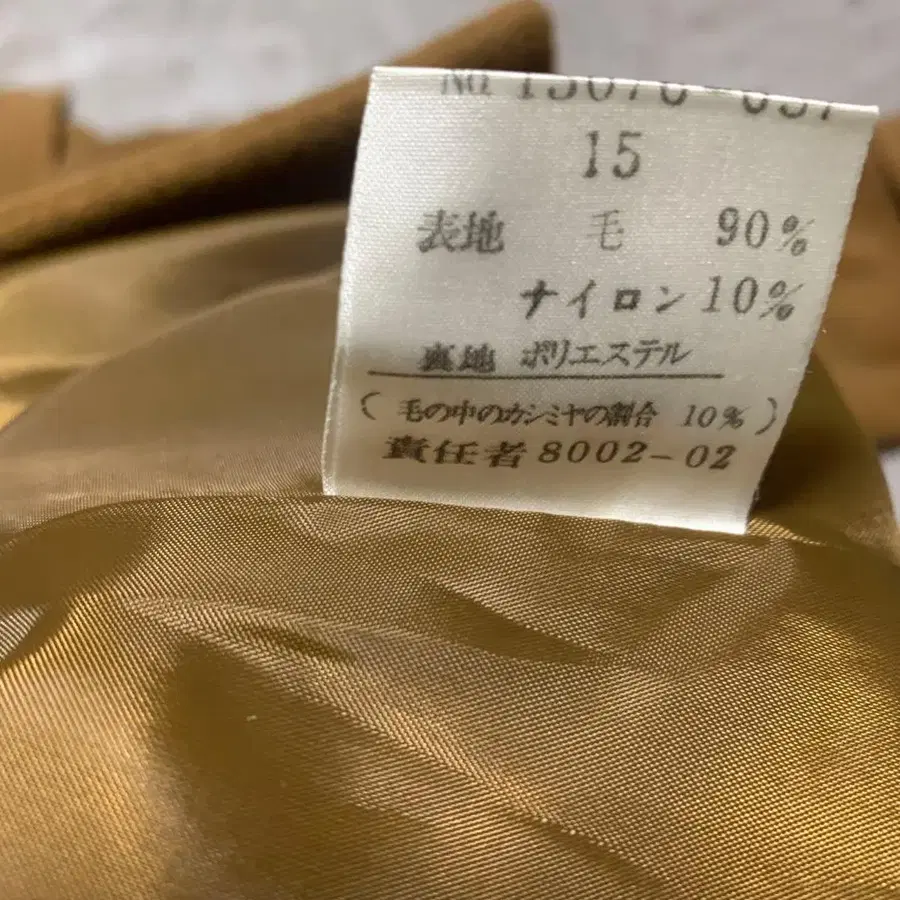 15
表地 毛 90%
ナイロン 10%
裏地 ポリエステル
(毛の中のカシミヤの割合 10%)
責任者 8002-02